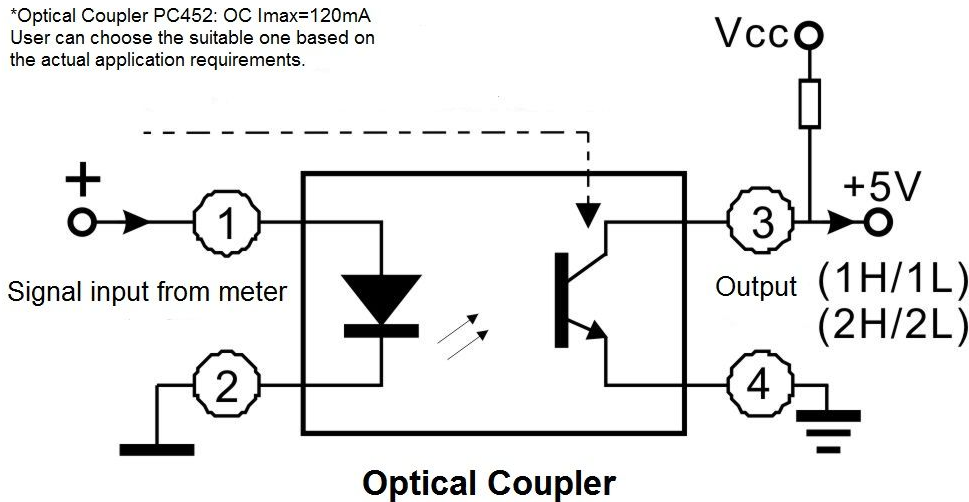 *Optical Coupler PC452: OC Imax=120mA
User can choose the suitable one based on
the actual application requirements.
Vcc
+
+5V
1
3
Signal input from meter
Output
(1H/1L)
(2H/2L)
2
4
Optical Coupler